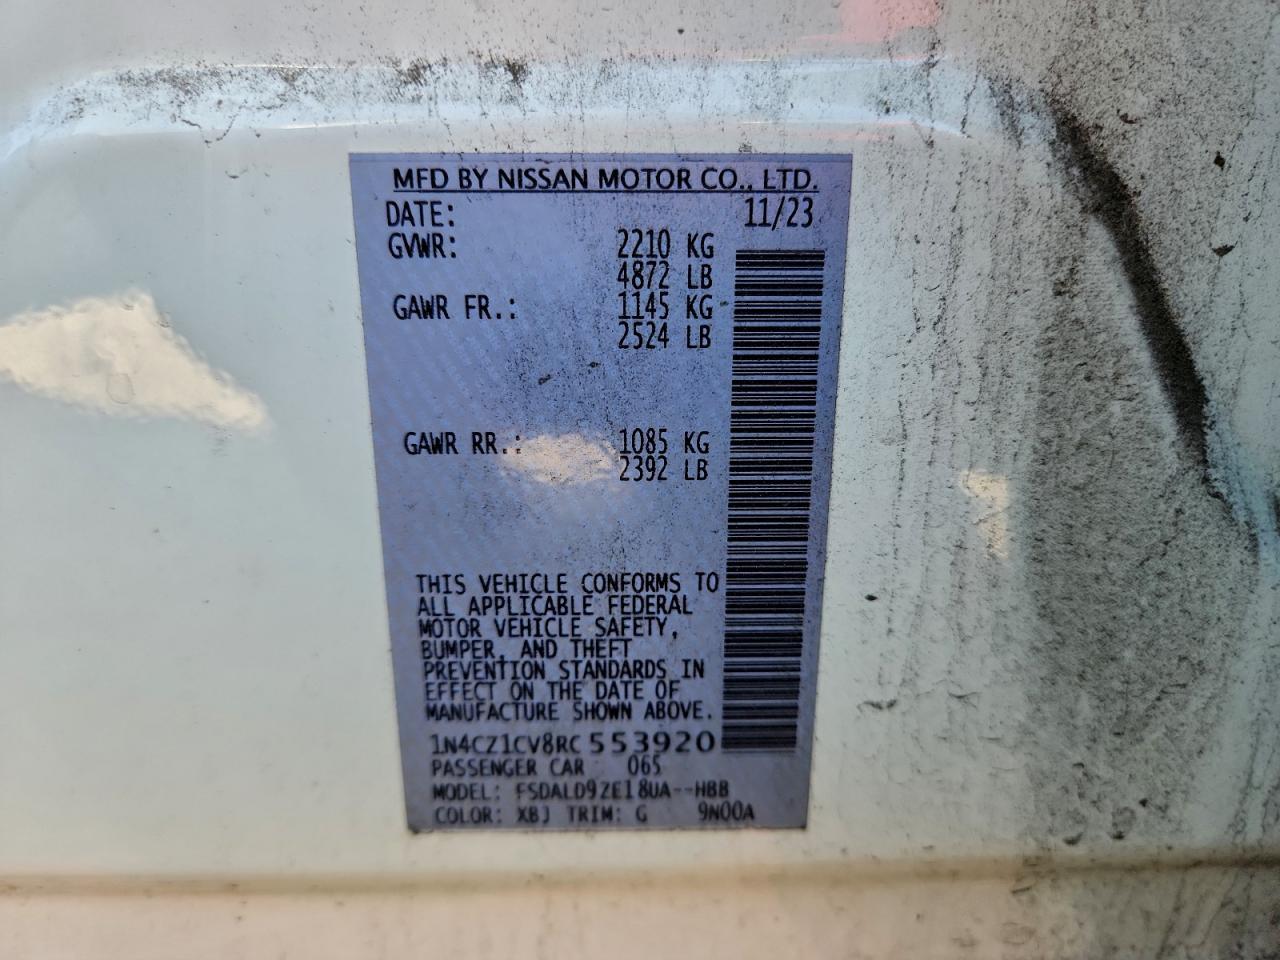 MFD BY NISSAN MOTOR CO., LTD.
DATE: 11/23
GVWR: 2210 KG
4872 LB
GAWR FR.: 1145 KG
2524 LB
GAWR RR.: 1085 KG
2392 LB
THIS VEHICLE CONFORMS TO
ALL APPLICABLE FEDERAL
MOTOR VEHICLE SAFETY,
BUMPER, AND THEFT
PREVENTION STANDARDS IN
EFFECT ON THE DATE OF
MANUFACTURE SHOWN ABOVE.
1N4CZ1CV8RC553920
PASSENGER CAR 065
MODEL: FSDALD9ZE18UA--HBB
COLOR: XBJ TRIM: G 9N00A